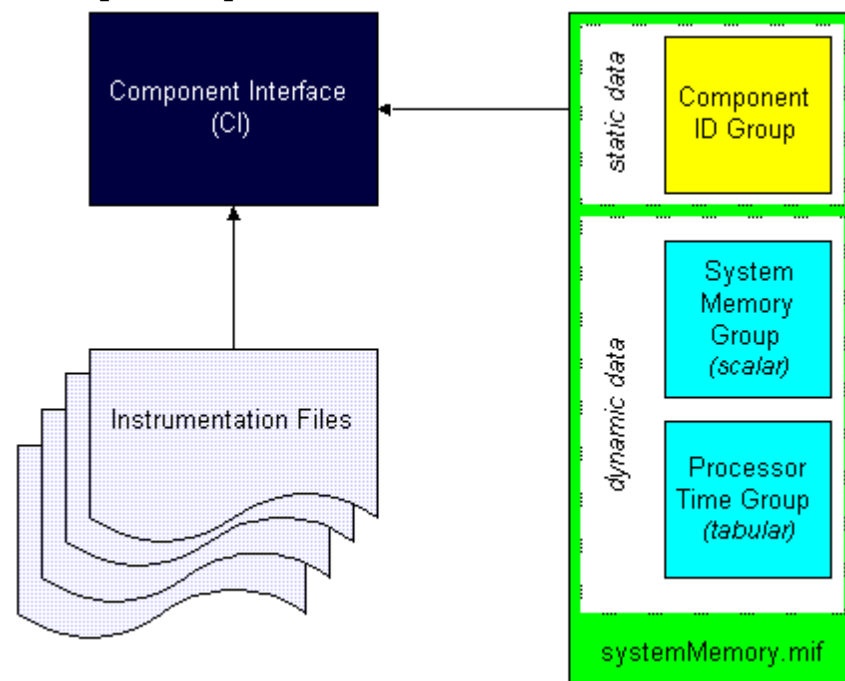 Component Interface
(CI)
static data
Component
ID Group
System
Memory
Group
(scalar)
dynamic data
Processor
Time Group
(tabular)
Instrumentation Files
systemMemory.mif